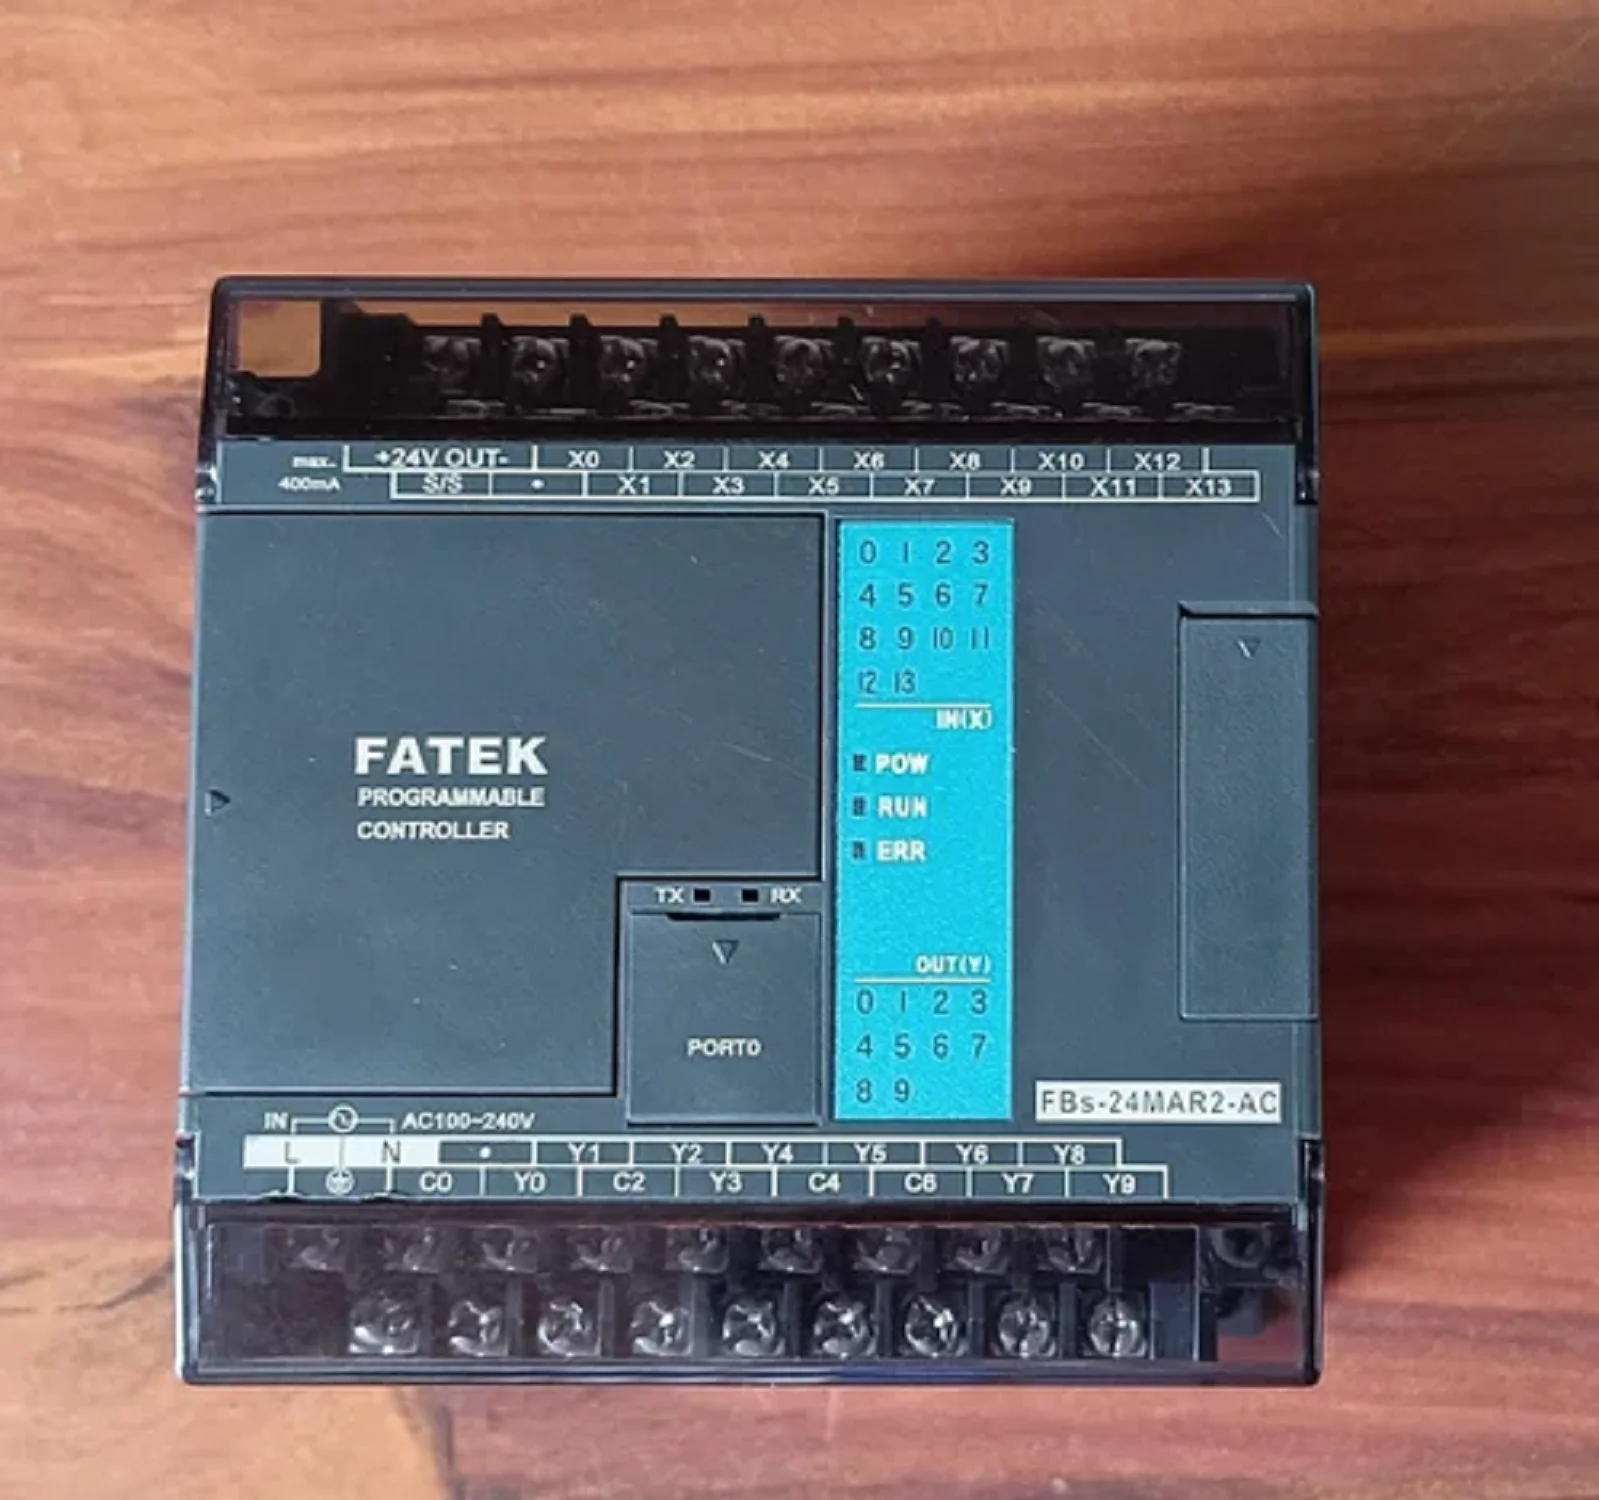 max. +24V OUT- X0 X2 X4 X6 X8 X10 X12
400mA S/S • X1 X3 X5 X7 X9 X11 X13
0 1 2 3
4 5 6 7
8 9 10 11
12 13
IN(X)
POW
RUN
ERR
FATEK
PROGRAMMABLE
CONTROLLER
TX RX
PORT0
OUT(Y)
0 1 2 3
4 5 6 7
8 9
FBs-24MAR2-AC
IN AC100~240V
L N • Y1 Y2 Y4 Y5 Y6 Y8
C0 Y0 C2 Y3 C4 C6 Y7 Y9